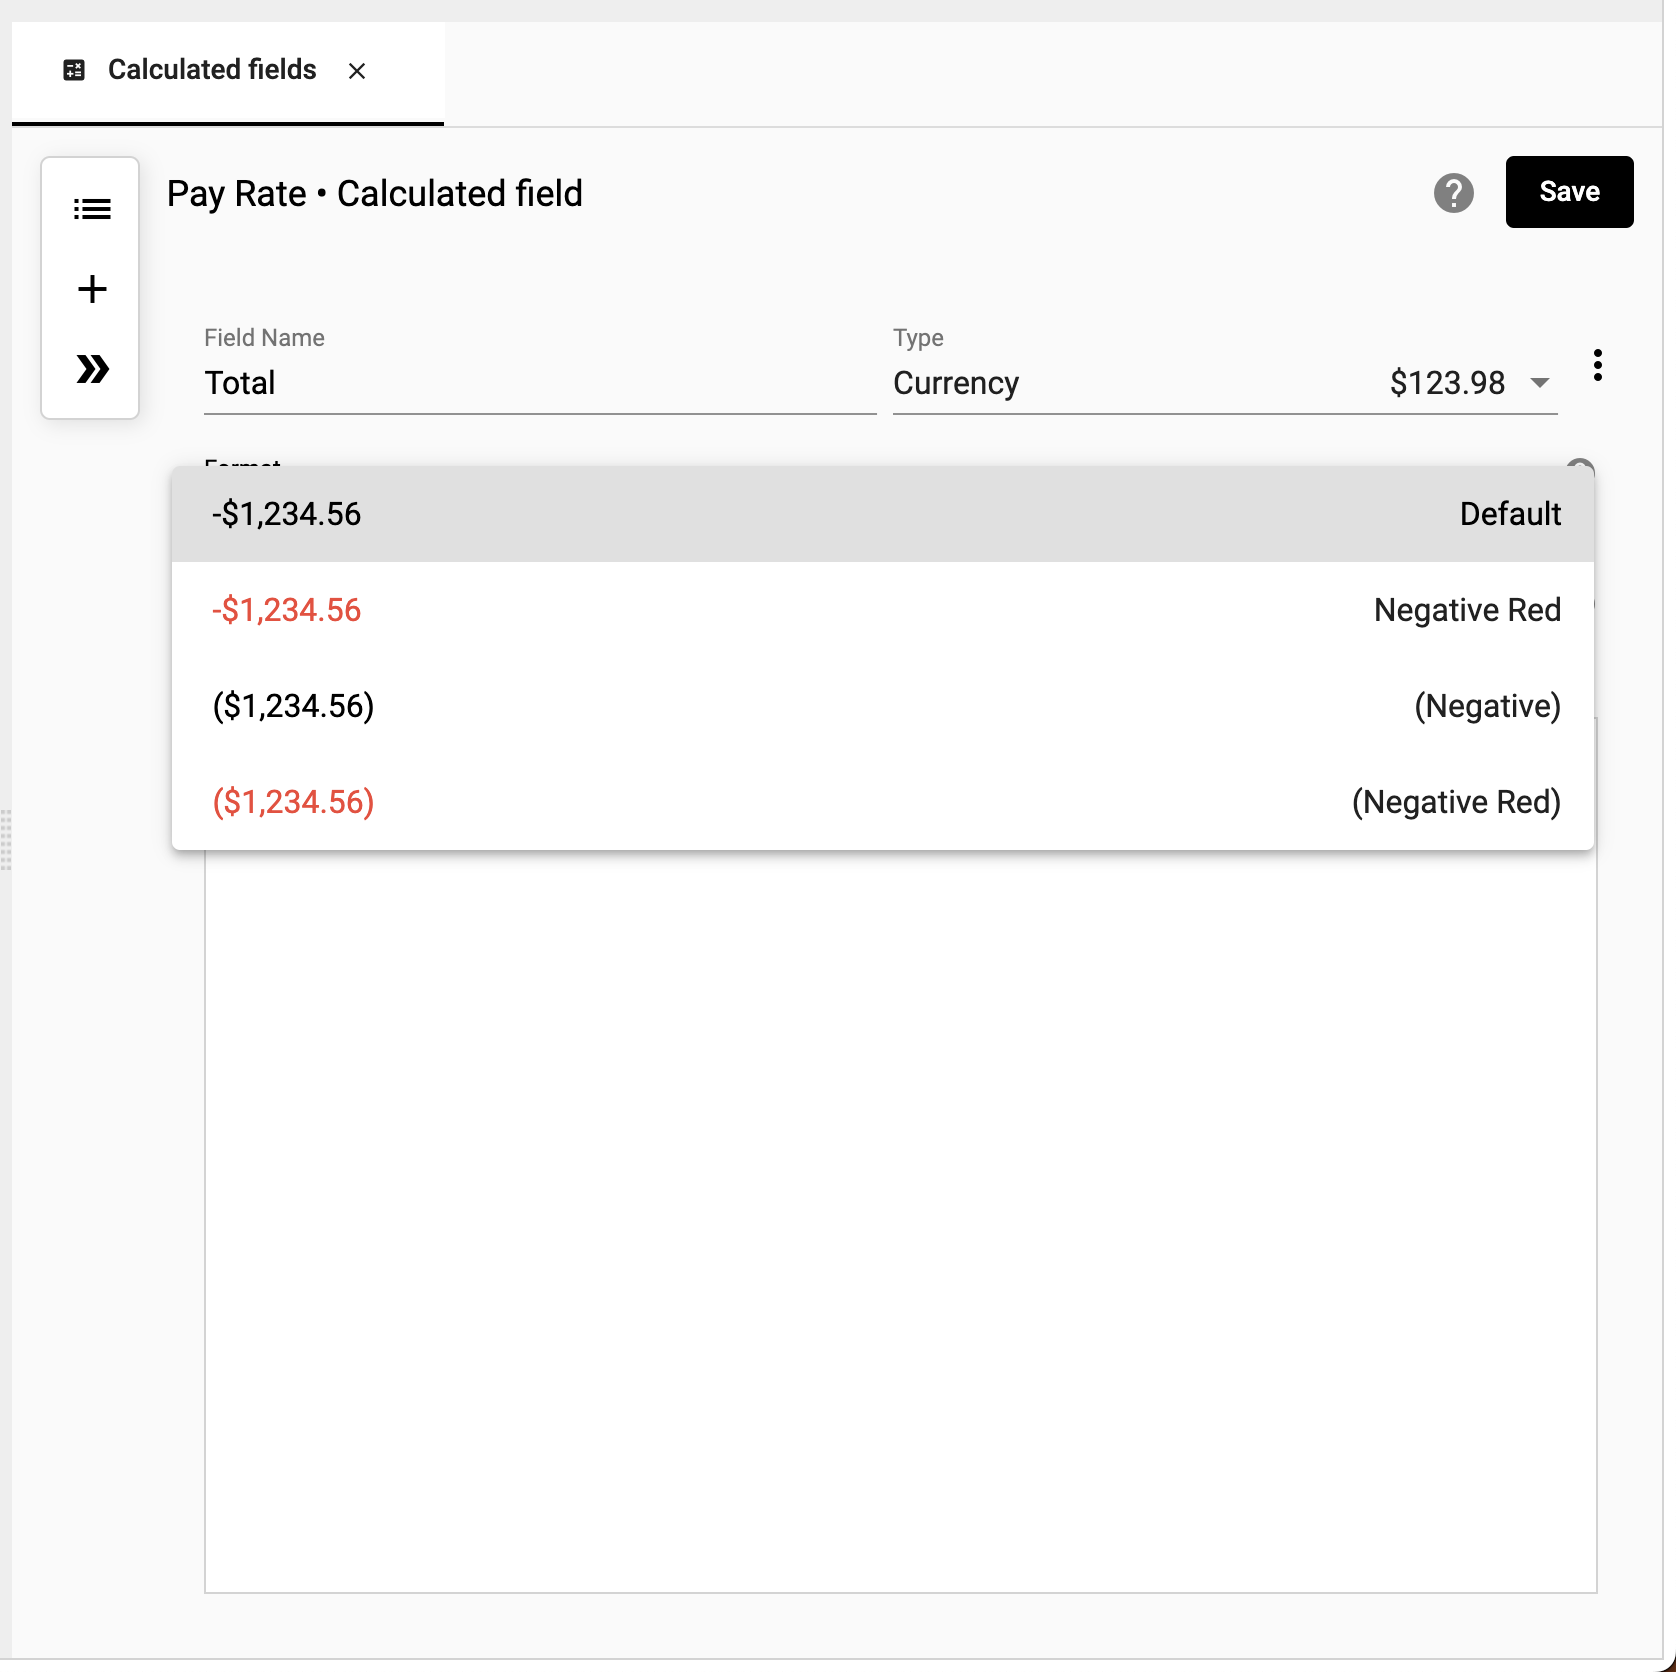 Calculated fields
Pay Rate • Calculated field
Save
Field Name
Type
Total
Currency $123.98
Format
-$1,234.56 Default
-$1,234.56 Negative Red
($1,234.56) (Negative)
($1,234.56) (Negative Red)